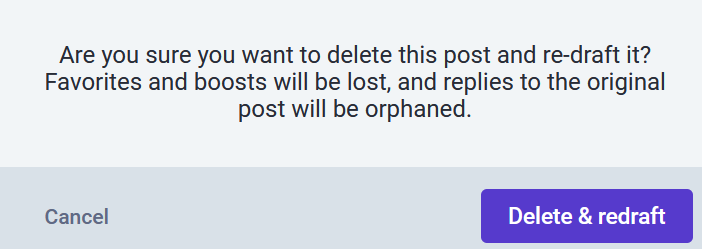 Are you sure you want to delete this post and re-draft it?
Favorites and boosts will be lost, and replies to the original
post will be orphaned.
Cancel
Delete & redraft